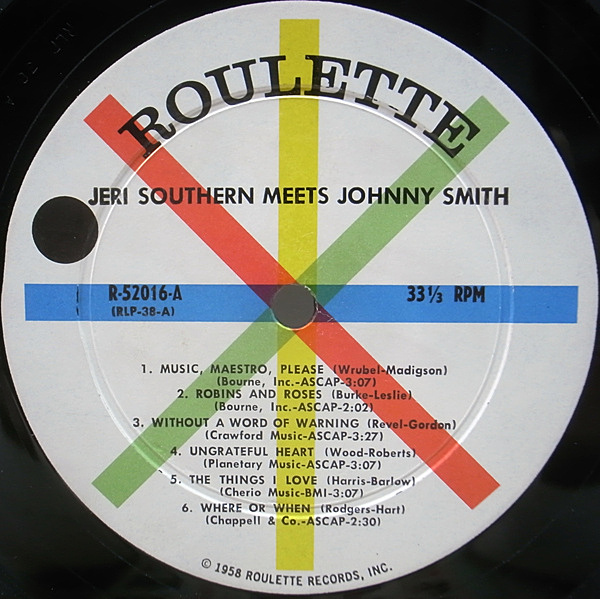 ROULETTE
JERI SOUTHERN MEETS JOHNNY SMITH
R-52016-A
33 1/3 RPM
(RLP-38-A)
1. MUSIC, MAESTRO, PLEASE (Wrubel-Madigson)
(Bourne, Inc.-ASCAP-3:07)
2. ROBINS AND ROSES (Burke-Leslie)
(Bourne, Inc.-ASCAP-2:02)
3. WITHOUT A WORD OF WARNING (Revel-Gordon)
(Crawford Music-ASCAP-3:27)
4. UNGRATEFUL HEART (Wood-Roberts)
(Planetary Music-ASCAP-3:07)
5. THE THINGS I LOVE (Harris-Barlow)
(Cherio Music-BMI-3:07)
6. WHERE OR WHEN (Rodgers-Hart)
(Chappell & Co.-ASCAP-2:30)
© 1958 ROULETTE RECORDS, INC.